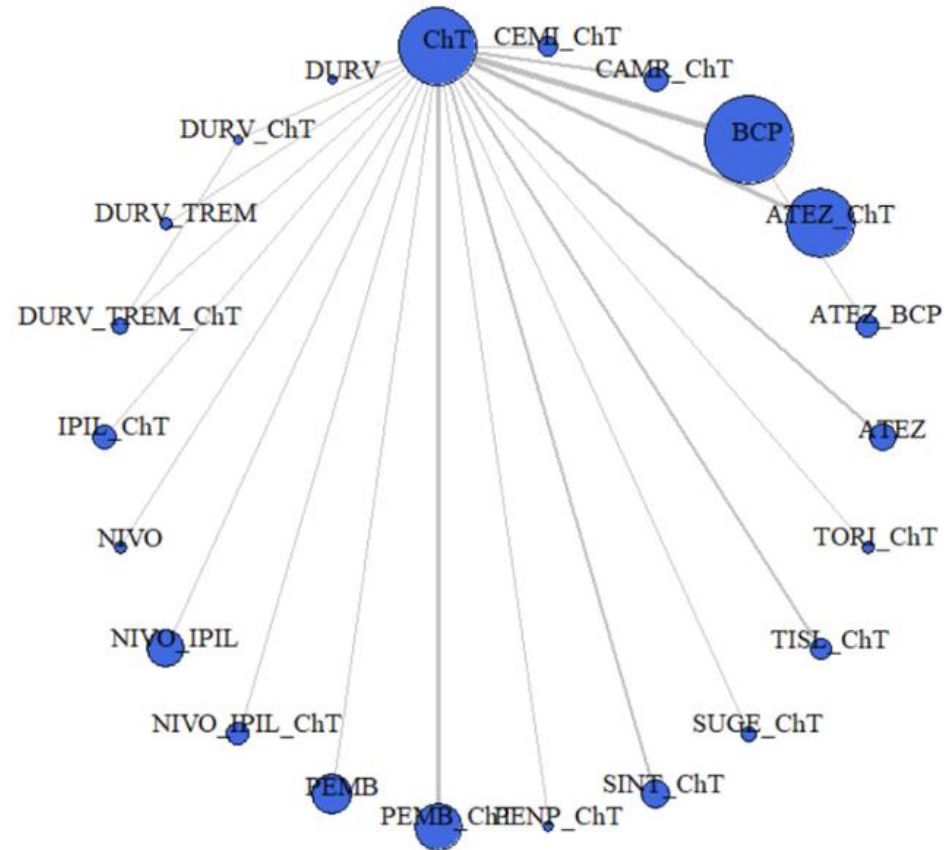 ChT
CEMI_ChT
DURV
CAMR_ChT
DURV_ChT
BCP
DURV_TREM
ATEZ_ChT
DURV_TREM_ChT
ATEZ_BCP
IPIL_ChT
ATEZ
NIVO
TORI_ChT
NIVO_IPIL
TISL_ChT
NIVO_IPIL_ChT
SUGE_ChT
PEMB
SINT_ChT
PEMB_ChT
PENP_ChT